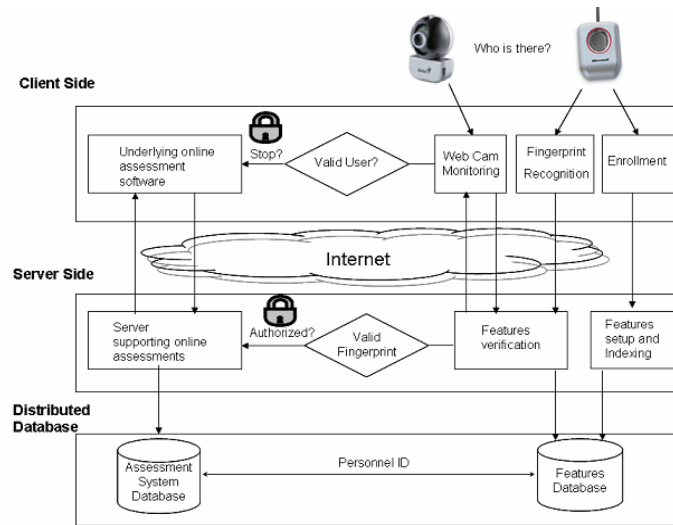 Who is there?
Client Side
Underlying online
assessment
software
Stop?
Valid User?
Web Cam
Monitoring
Fingerprint
Recognition
Enrollment
Internet
Server Side
Server
supporting online
assessments
Authorized?
Valid
Fingerprint
Features
verification
Features
setup and
Indexing
Distributed
Database
Assessment
System
Database
Personnel ID
Features
Database